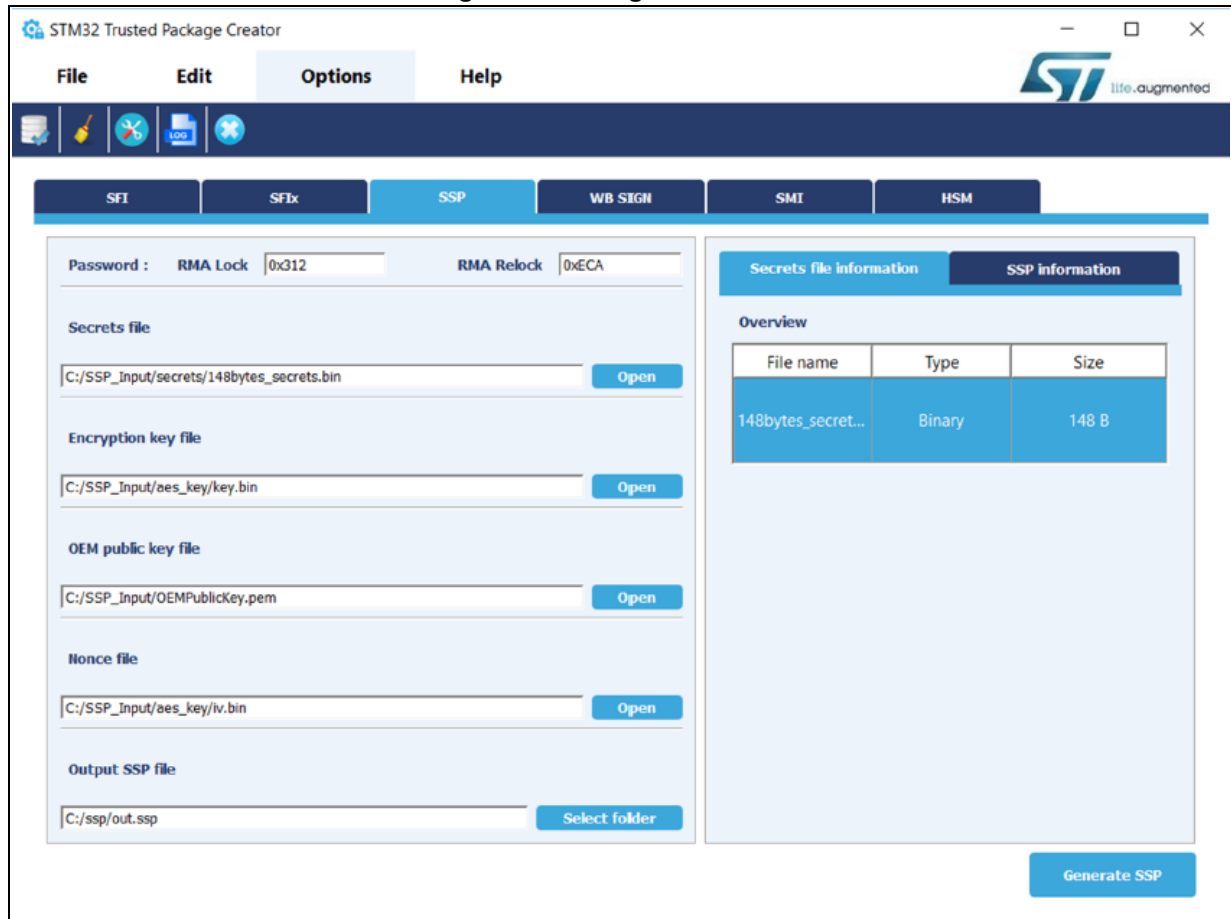 STM32 Trusted Package Creator
File Edit Options Help
life.augmented
LOG
SFI SFIx SSP WB SIGN SMI HSM
Password : RMA Lock 0x312 RMA Relock 0xECA
Secrets file
C:/SSP_Input/secrets/148bytes_secrets.bin Open
Encryption key file
C:/SSP_Input/aes_key/key.bin Open
OEM public key file
C:/SSP_Input/OEMPublicKey.pem Open
Nonce file
C:/SSP_Input/aes_key/iv.bin Open
Output SSP file
C:/ssp/out.ssp Select folder
Secrets file information SSP information
Overview
File name Type Size
148bytes_secret... Binary 148 B
Generate SSP